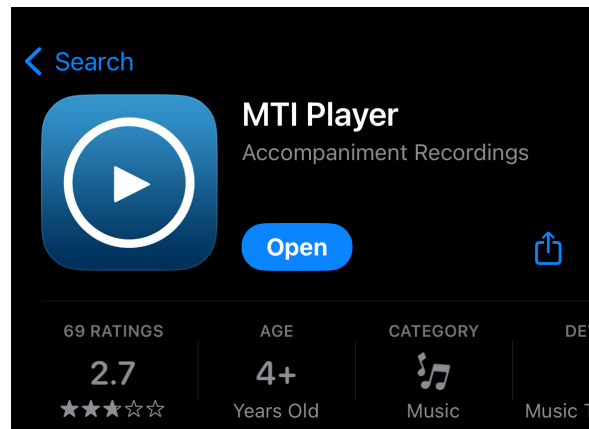 Search
MTI Player
Accompaniment Recordings
Open
69 RATINGS
AGE
CATEGORY
2.7
4+
Years Old
Music
Music